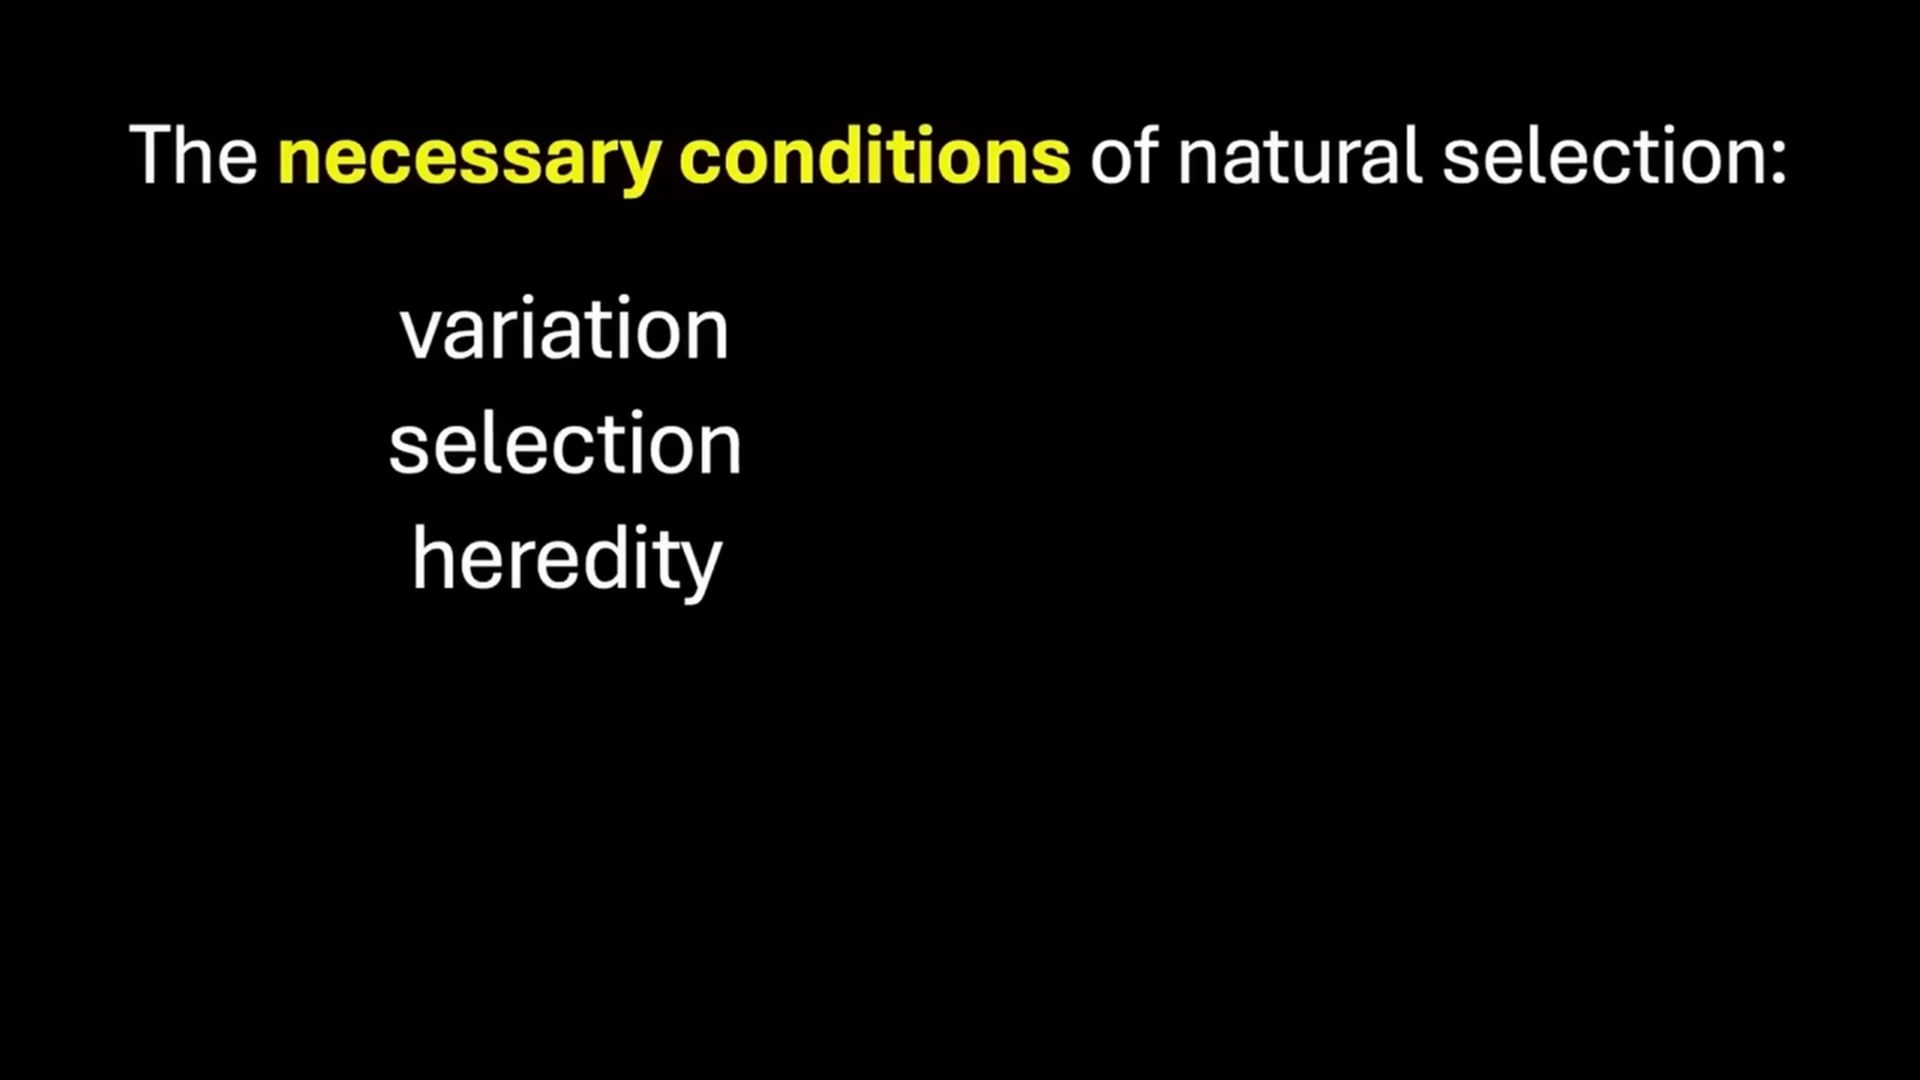 The necessary conditions of natural selection:
variation
selection
heredity